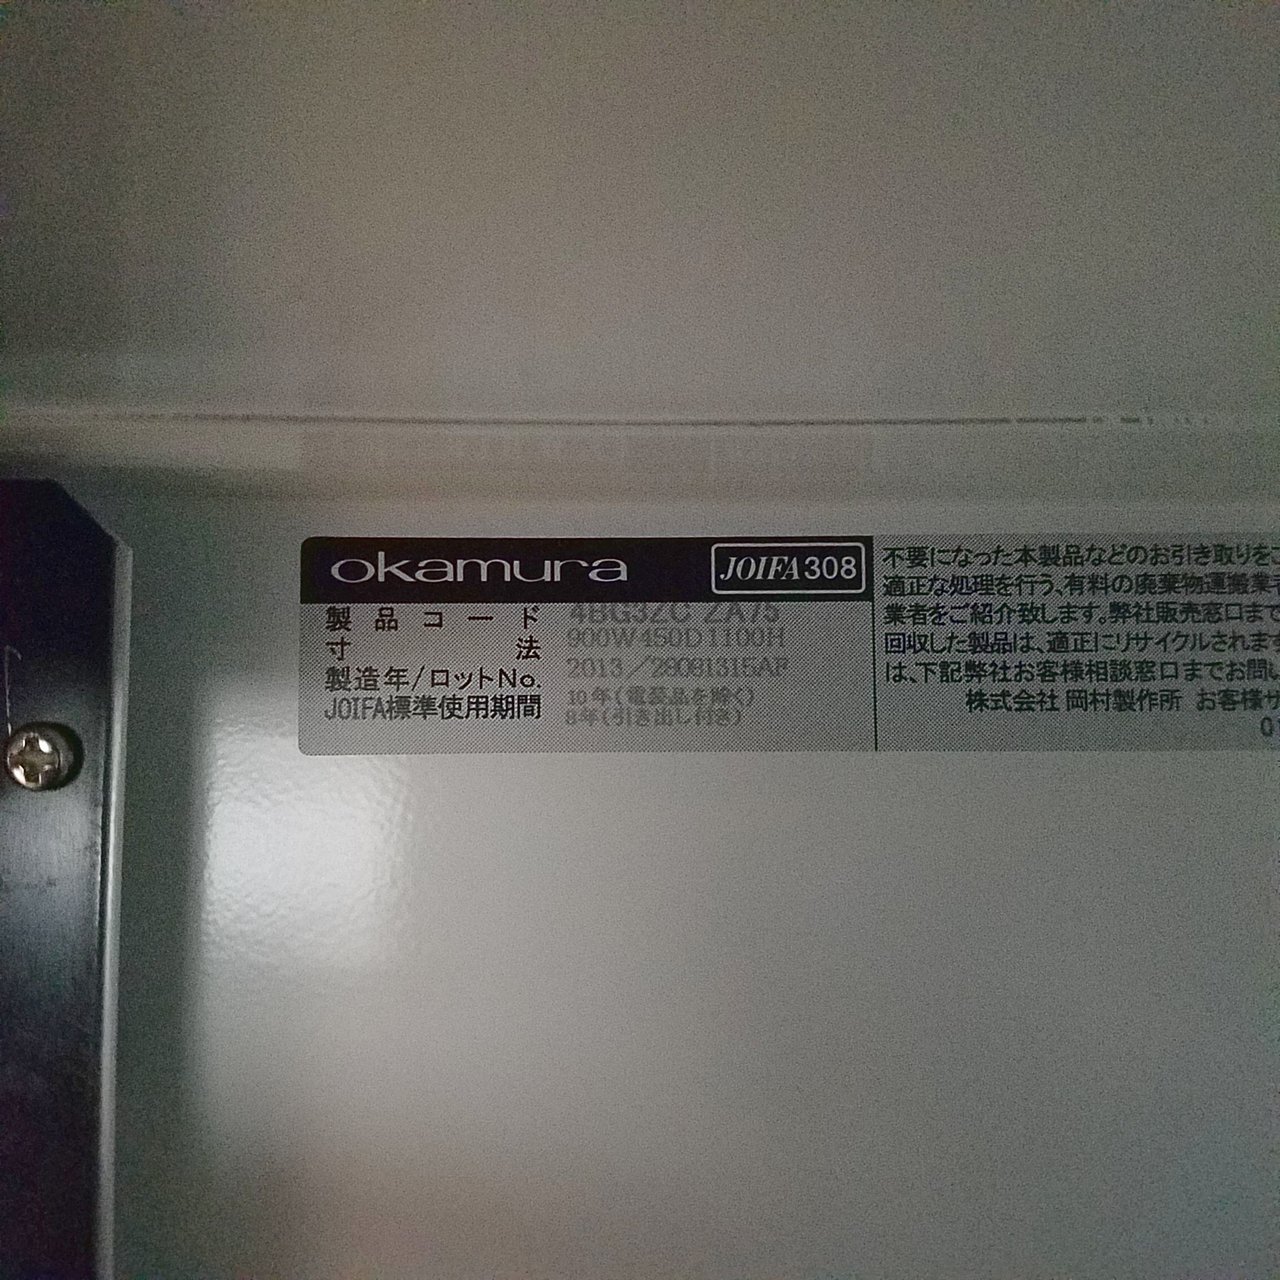 okamura JOIFA308
製品コード 4BG3ZC ZA75
寸法 900W450D1100H
製造年/ロットNo. 2013/28081315AF
JOIFA標準使用期間 10年(電装品を除く)
8年(引き出し付き)
不要になった本製品などのお引き取りをご
適正な処理を行う、有料の廃棄物運搬業
業者をご紹介致します。弊社販売窓口まで
回収した製品は、適正にリサイクルされます
は、下記弊社お客様相談窓口までお問い
株式会社 岡村製作所 お客様サ